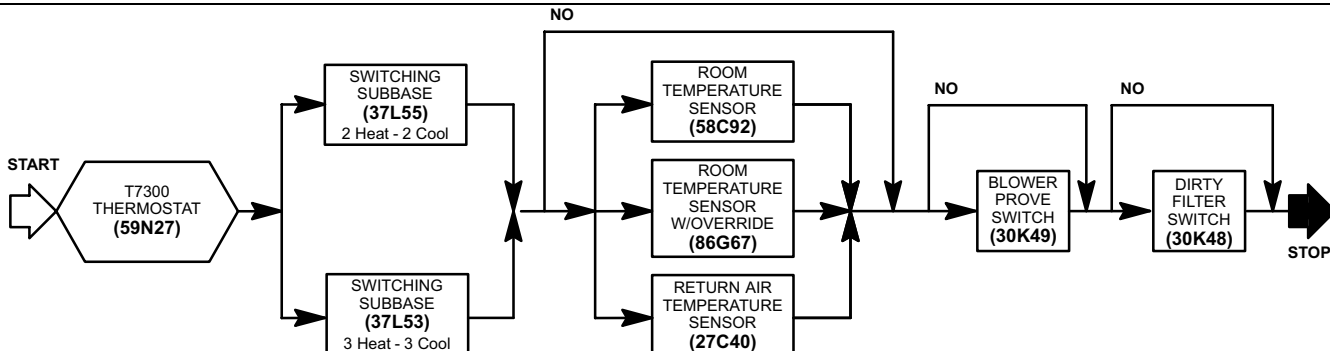 START
T7300
THERMOSTAT
(59N27)
SWITCHING
SUBBASE
(37L55)
2 Heat - 2 Cool
SWITCHING
SUBBASE
(37L53)
3 Heat - 3 Cool
NO
ROOM
TEMPERATURE
SENSOR
(58C92)
ROOM
TEMPERATURE
SENSOR
W/OVERRIDE
(86G67)
RETURN AIR
TEMPERATURE
SENSOR
(27C40)
NO
BLOWER
PROVE
SWITCH
(30K49)
NO
DIRTY
FILTER
SWITCH
(30K48)
STOP